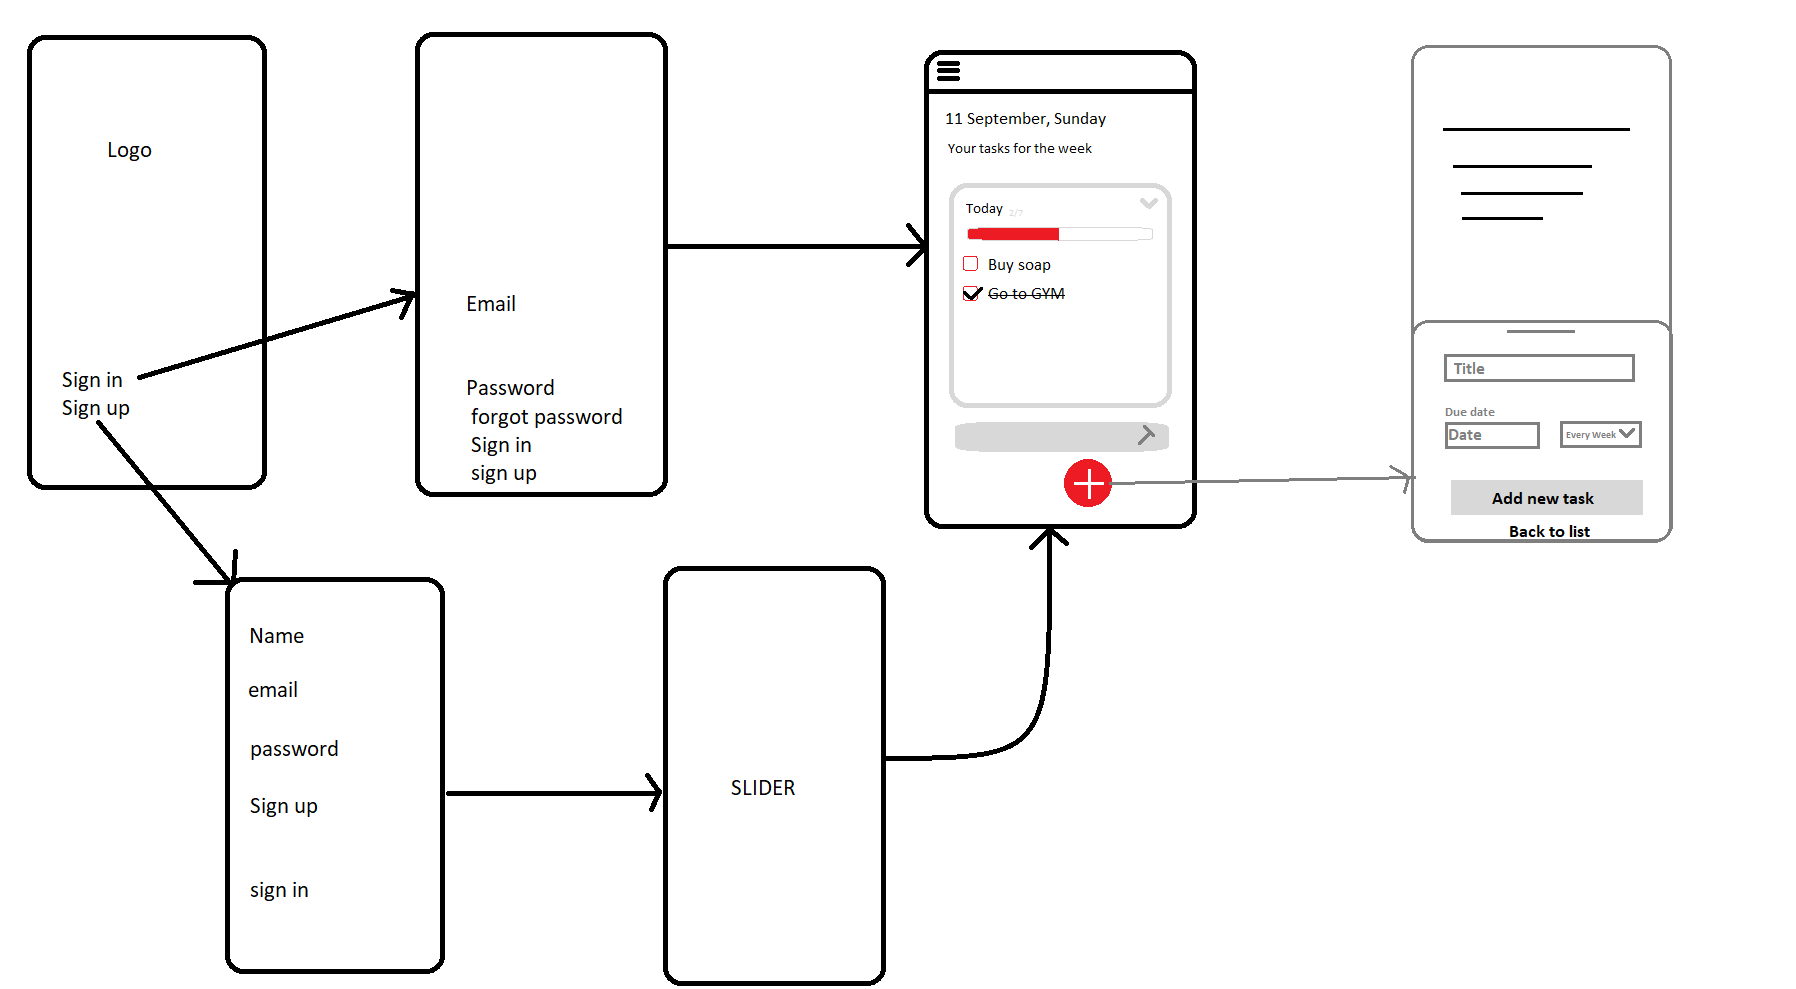 Logo
Sign in
Sign up
Email
Password
forgot password
Sign in
sign up
11 September, Sunday
Your tasks for the week
Today 2/7
Buy soap
Go to GYM
Title
Due date
Date
Every Week
Add new task
Back to list
Name
email
password
Sign up
sign in
SLIDER